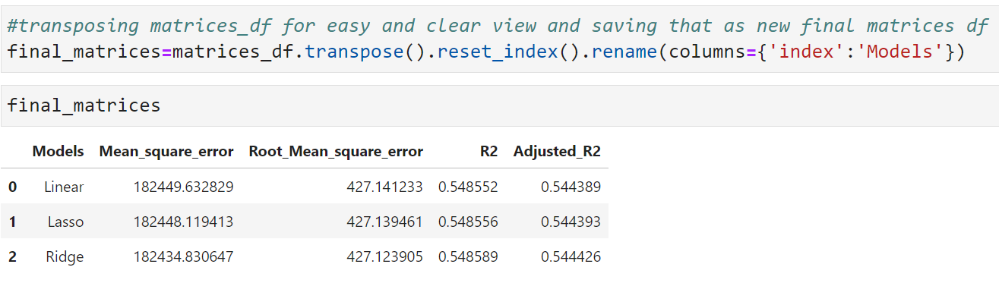 #transposing matrices_df for easy and clear view and saving that as new final matrices df
final_matrices=matrices_df.transpose().reset_index().rename(columns={'index':'Models'})
final_matrices
Models Mean_square_error Root_Mean_square_error R2 Adjusted_R2
0 Linear 182449.632829 427.141233 0.548552 0.544389
1 Lasso 182448.119413 427.139461 0.548556 0.544393
2 Ridge 182434.830647 427.123905 0.548589 0.544426